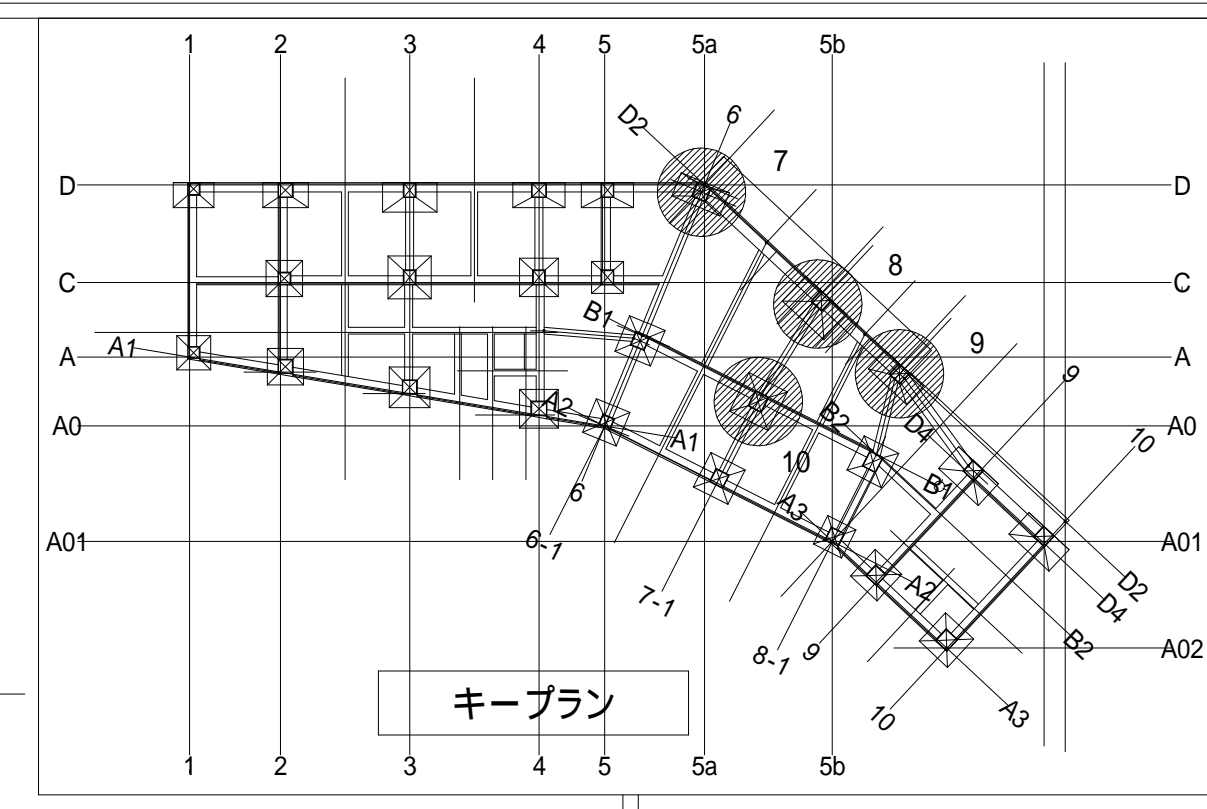 1 2 3 4 5 5a 5b
D2 6 7
D D
8
C C
B1
9
A1 A A
9
A2 B2 D4 10
A0 A1 A0
10 B1
6 A3
A01 6-1 A01
7-1 A2 D2
D4
8-1 9 B2 A02
10 A3
キープラン
1 2 3 4 5 5a 5b